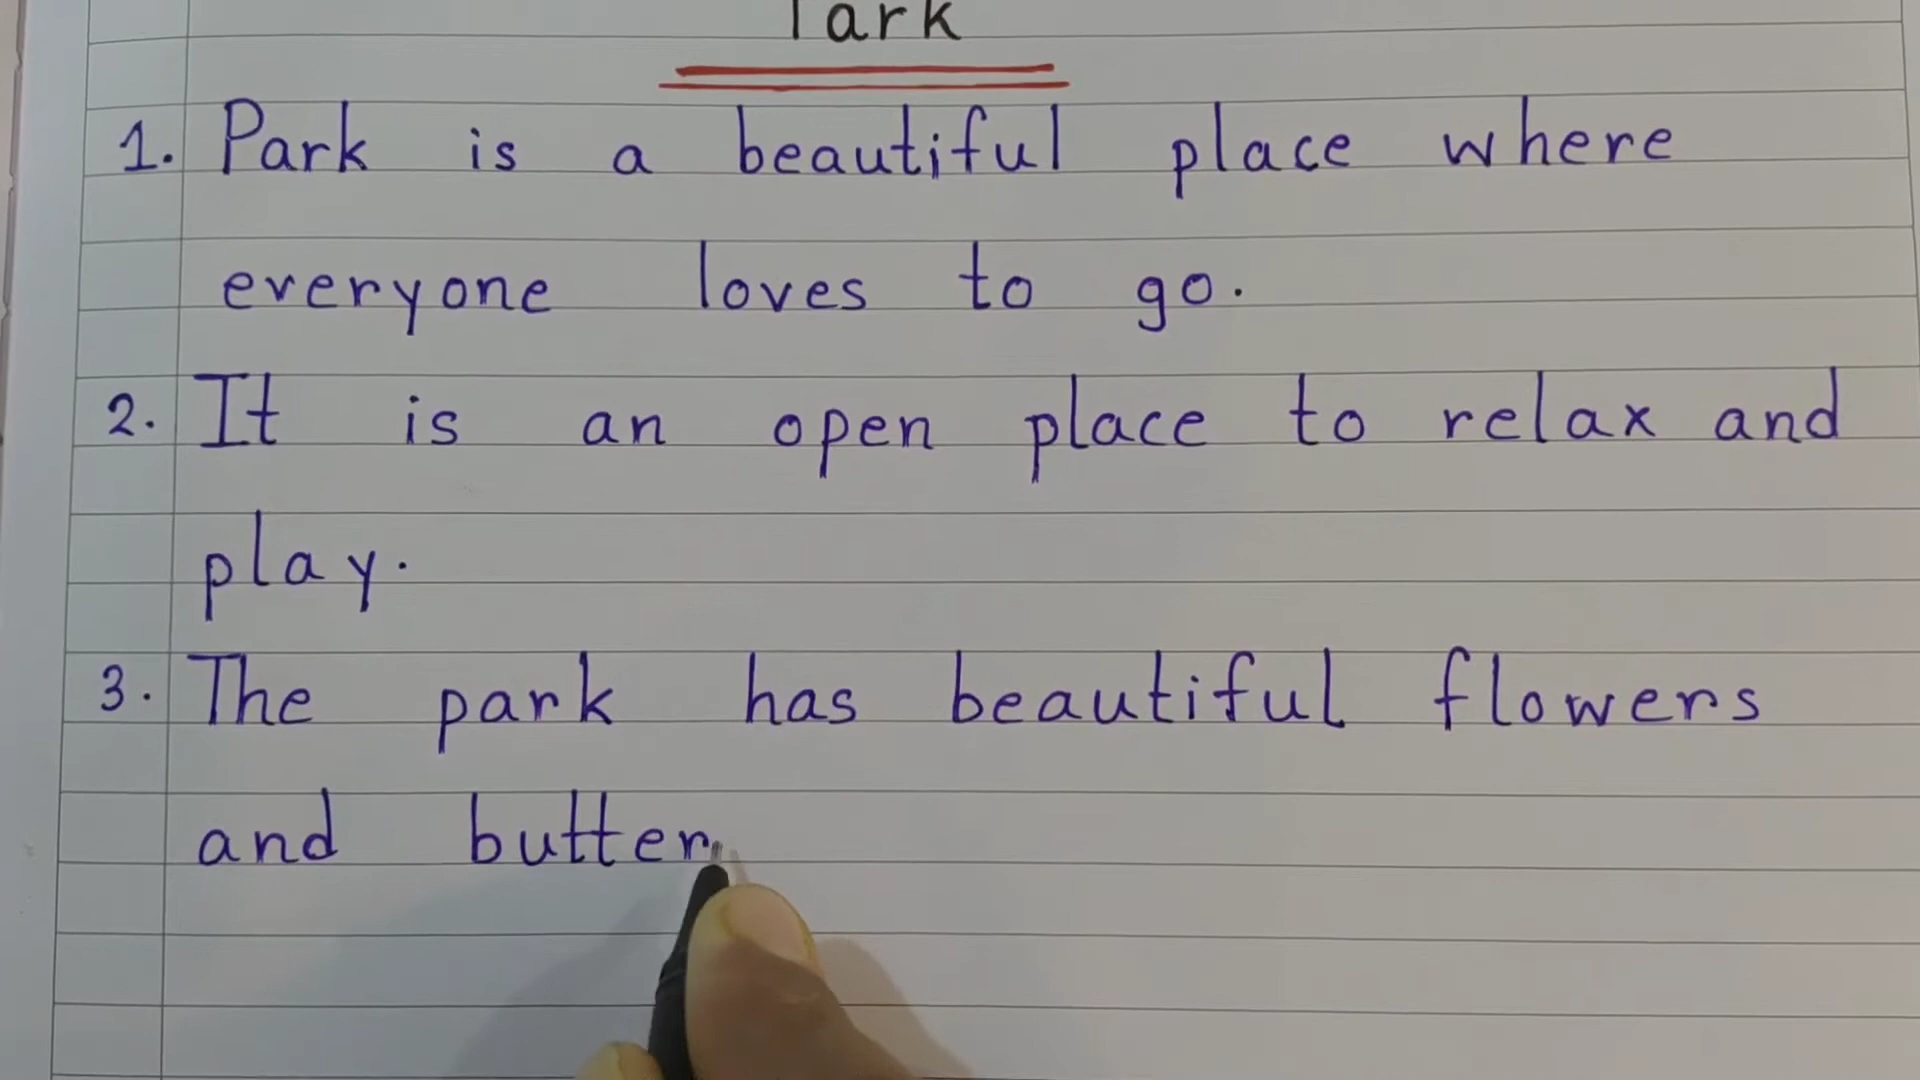 Park
1. Park is a beautiful place where
everyone loves to go.
2. It is an open place to relax and
play.
3. The park has beautiful flowers
and butter